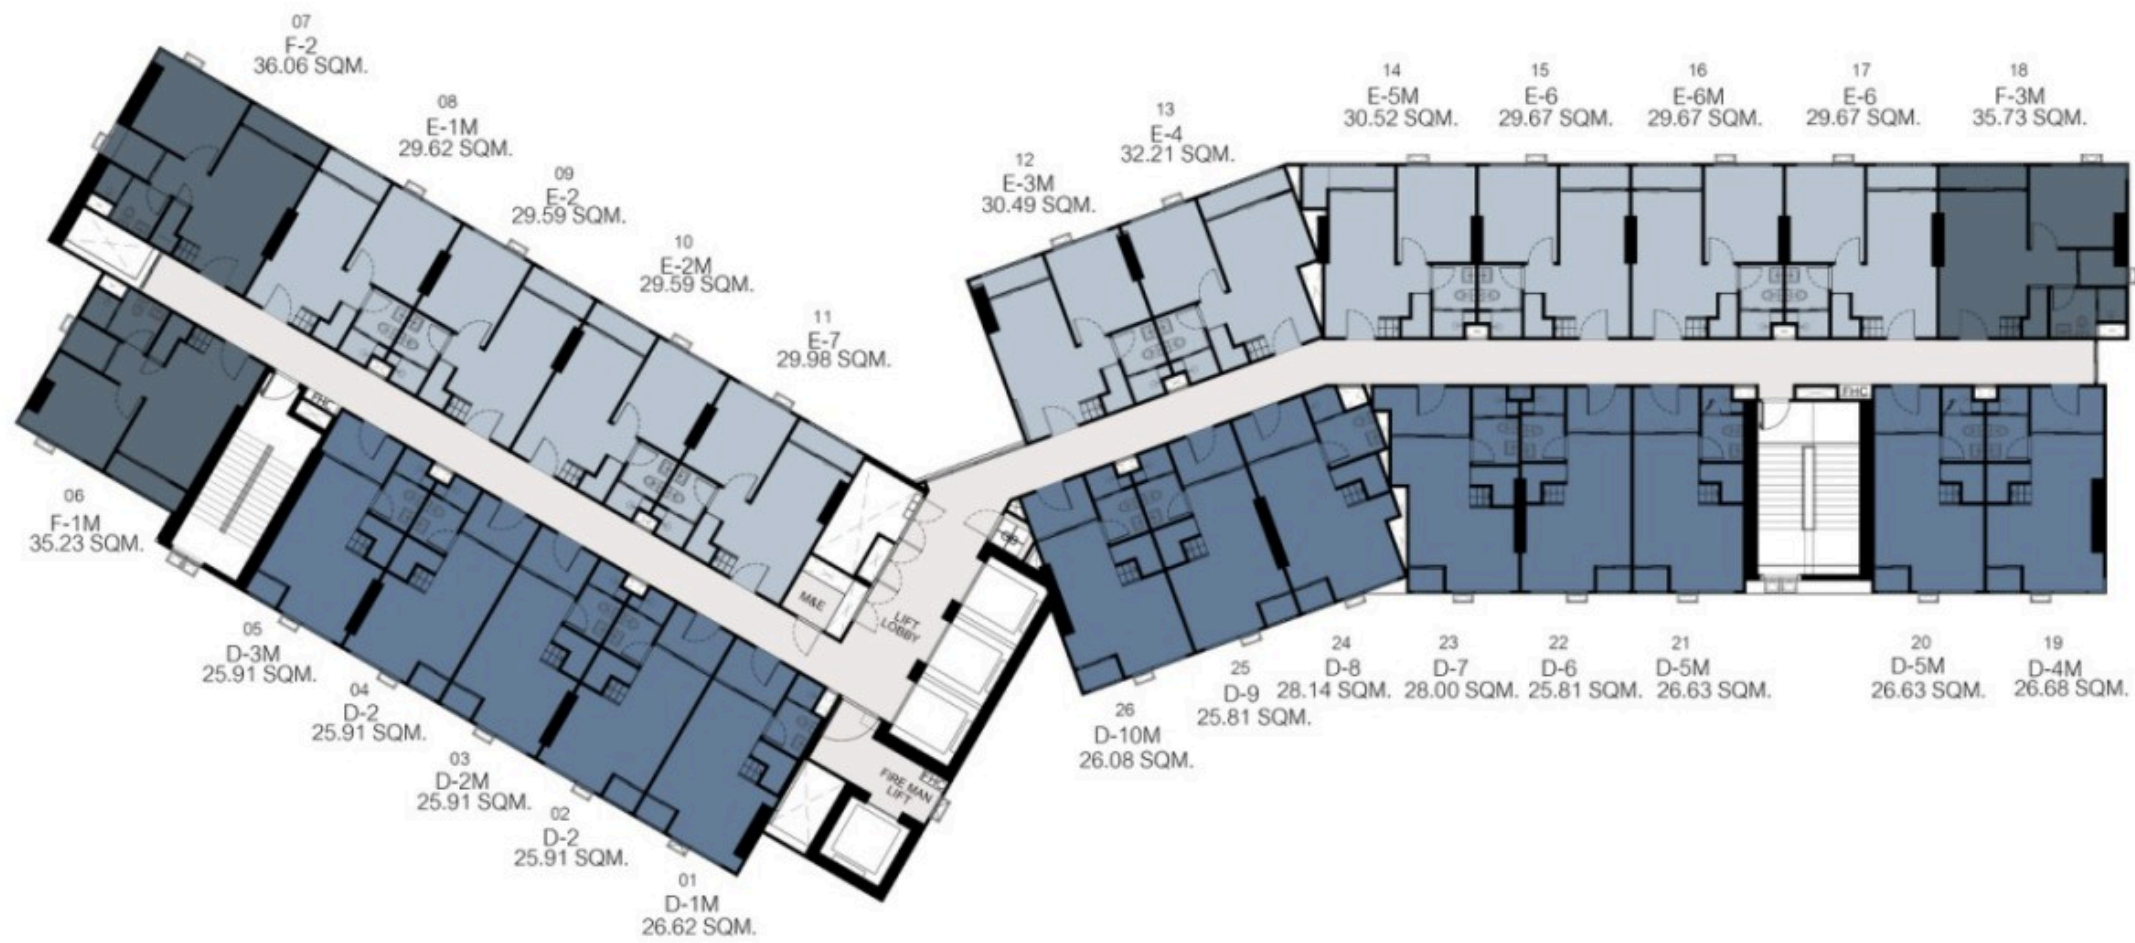 07
F-2
36.06 SQM.
08
E-1M
29.62 SQM.
09
E-2
29.59 SQM.
10
E-2M
29.59 SQM.
11
E-7
29.98 SQM.
12
E-3M
30.49 SQM.
13
E-4
32.21 SQM.
14
E-5M
30.52 SQM.
15
E-6
29.67 SQM.
16
E-6M
29.67 SQM.
17
E-6
29.67 SQM.
18
F-3M
35.73 SQM.
FHC
FHC
M&E
LIFT
LOBBY
FHC
FIRE MAN
LIFT
06
F-1M
35.23 SQM.
05
D-3M
25.91 SQM.
04
D-2
25.91 SQM.
03
D-2M
25.91 SQM.
02
D-2
25.91 SQM.
01
D-1M
26.62 SQM.
26
D-10M
26.08 SQM.
25
D-9
25.81 SQM.
24
D-8
28.14 SQM.
23
D-7
28.00 SQM.
22
D-6
25.81 SQM.
21
D-5M
26.63 SQM.
20
D-5M
26.63 SQM.
19
D-4M
26.68 SQM.